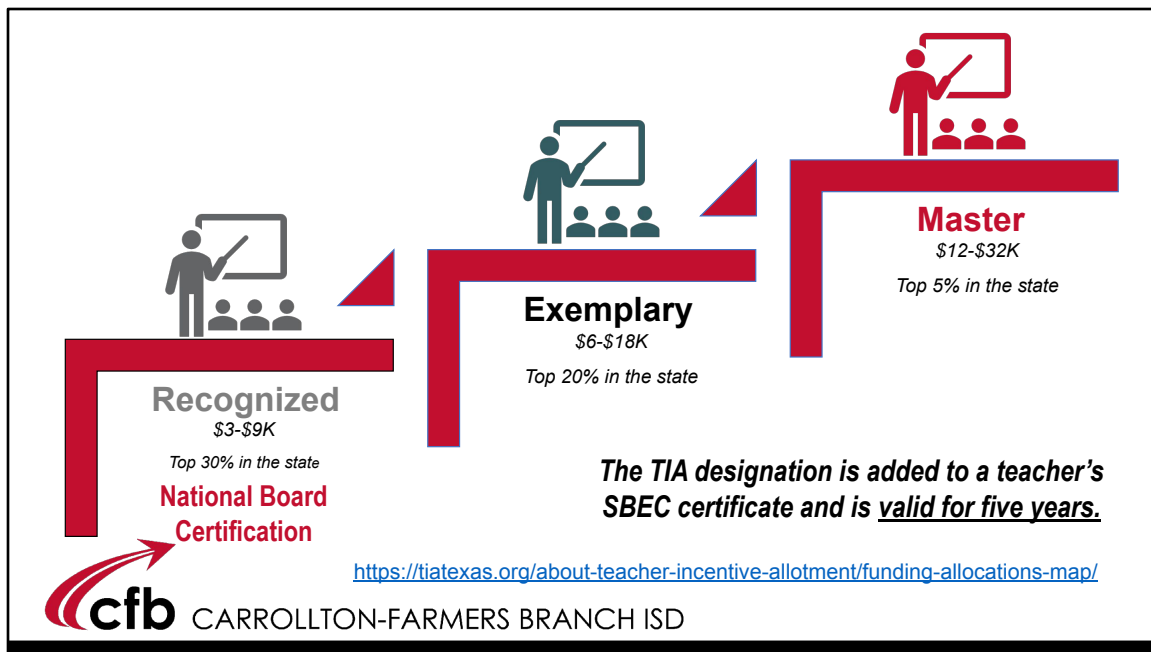 Master
$12-$32K
Top 5% in the state
Exemplary
$6-$18K
Top 20% in the state
Recognized
$3-$9K
Top 30% in the state
National Board
Certification
The TIA designation is added to a teacher's
SBEC certificate and is valid for five years.
https://tiatexas.org/about-teacher-incentive-allotment/funding-allocations-map/
cfb CARROLLTON-FARMERS BRANCH ISD